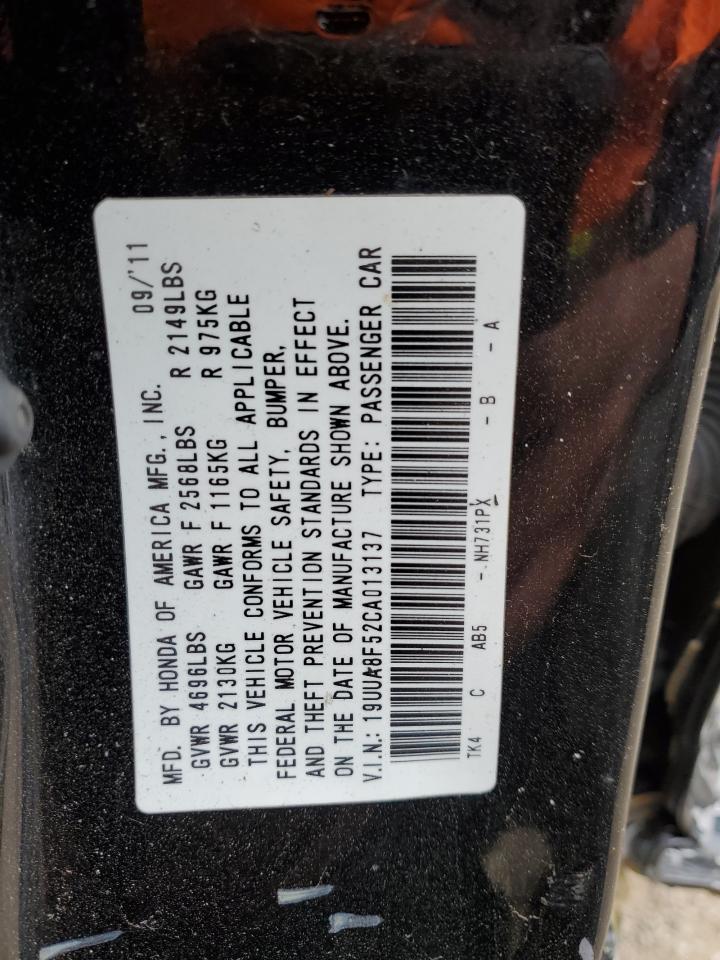 MFD. BY HONDA OF AMERICA MFG., INC. 09/'11
GVWR 4696LBS GAWR F 2568LBS R 2149LBS
GVWR 2130KG GAWR F 1165KG R 975KG
THIS VEHICLE CONFORMS TO ALL APPLICABLE
FEDERAL MOTOR VEHICLE SAFETY, BUMPER,
AND THEFT PREVENTION STANDARDS IN EFFECT
ON THE DATE OF MANUFACTURE SHOWN ABOVE.
V.I.N.: 19UUA8F52CA013137 TYPE: PASSENGER CAR
TK4 C AB5 - NH731PX - B - A